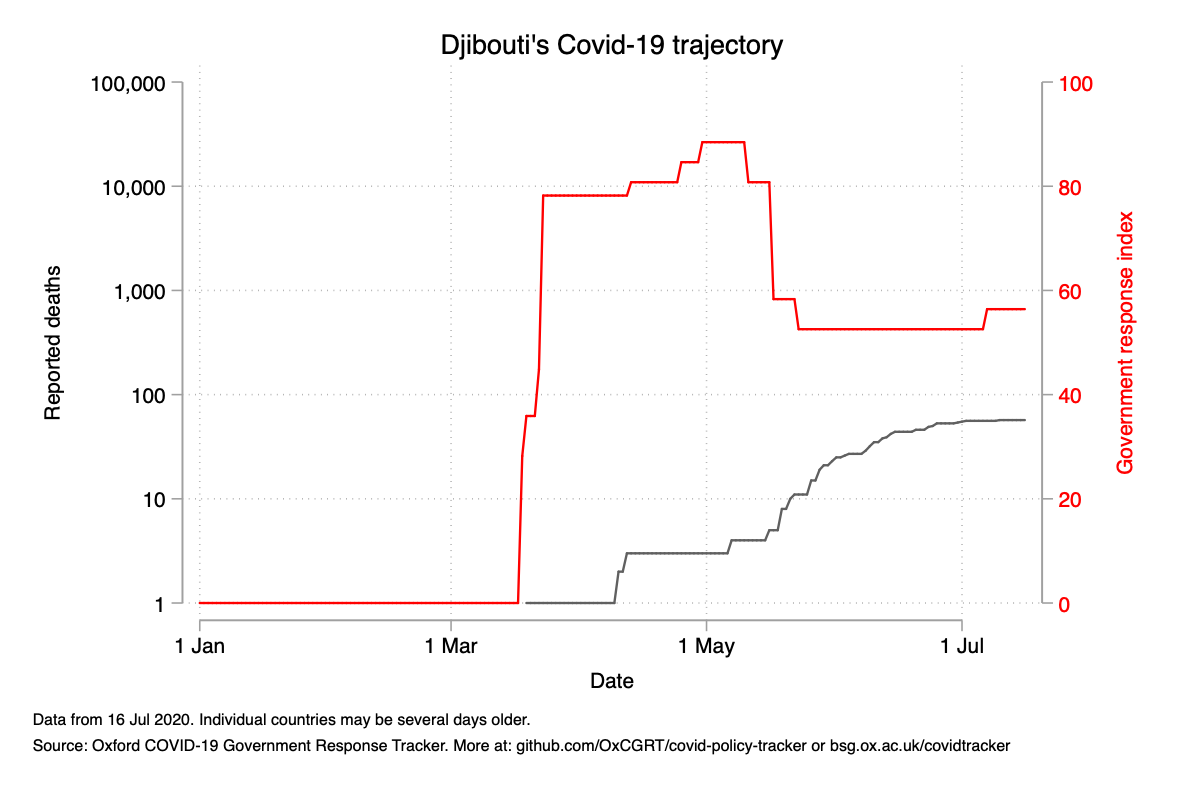 Djibouti's Covid-19 trajectory
100,000
10,000
1,000
100
10
1
Reported deaths
100
80
60
40
20
0
Government response index
1 Jan
1 Mar
1 May
1 Jul
Date
Data from 16 Jul 2020. Individual countries may be several days older.
Source: Oxford COVID-19 Government Response Tracker. More at: github.com/OxCGRT/covid-policy-tracker or bsg.ox.ac.uk/covidtracker